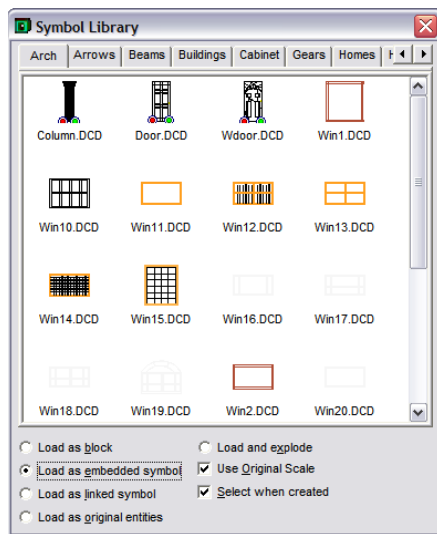 Symbol Library
Arch Arrows Beams Buildings Cabinet Gears Homes
Column.DCD Door.DCD Wdoor.DCD Win1.DCD
Win10.DCD Win11.DCD Win12.DCD Win13.DCD
Win14.DCD Win15.DCD Win16.DCD Win17.DCD
Win18.DCD Win19.DCD Win2.DCD Win20.DCD
Load as block Load and explode
Load as embedded symbol Use Original Scale
Load as linked symbol Select when created
Load as original entities